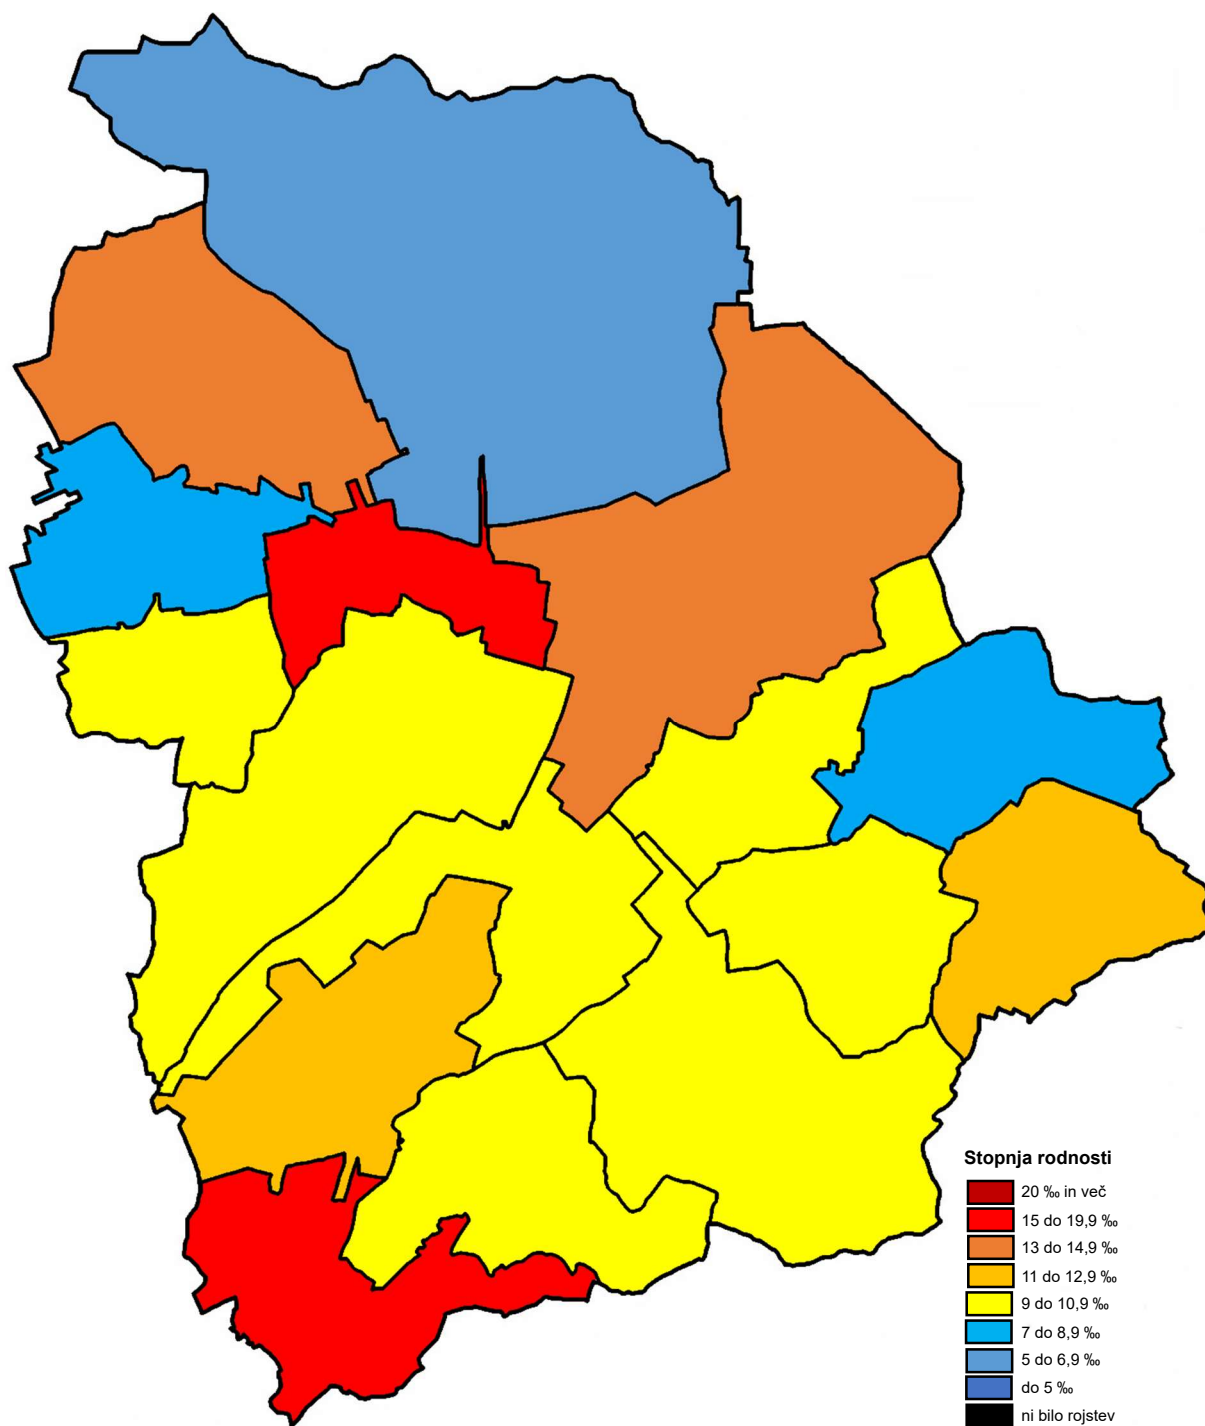 Stopnja rodnosti
20 ‰ in več
15 do 19,9 ‰
13 do 14,9 ‰
11 do 12,9 ‰
9 do 10,9 ‰
7 do 8,9 ‰
5 do 6,9 ‰
do 5 ‰
ni bilo rojstev